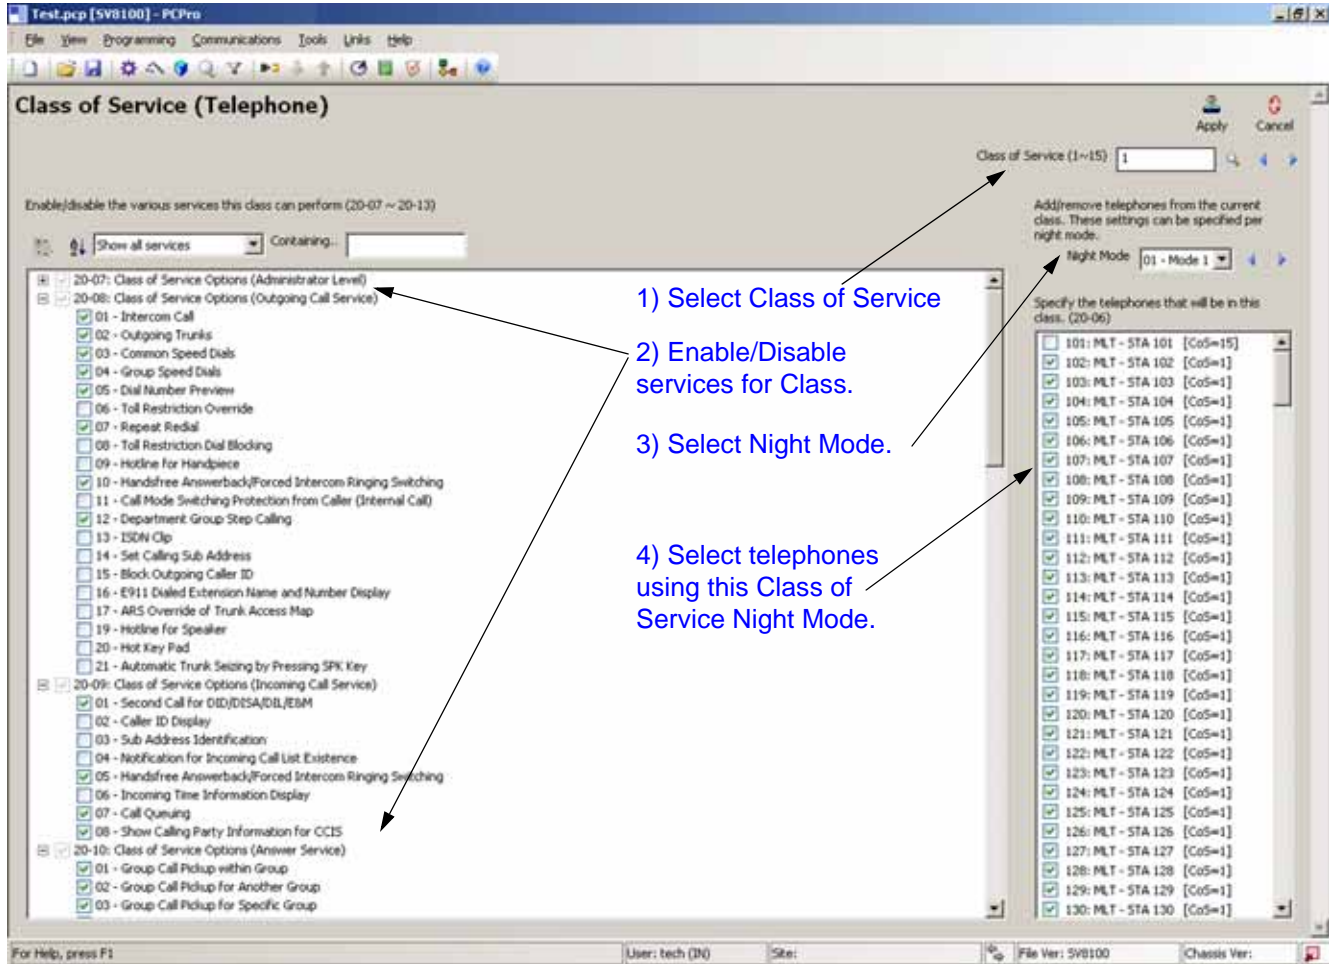 Test.pcp [SV8100] - PCPro
File View Programming Communications Tools Links Help
Class of Service (Telephone)
Apply Cancel
Class of Service (1~15) 1
Enable/disable the various services this class can perform (20-07 ~ 20-13)
Add/remove telephones from the current
class. These settings can be specified per
night mode.
Show all services Containing...
Night Mode 01 - Mode 1
Specify the telephones that will be in this
class. (20-06)
20-07: Class of Service Options (Administrator Level)
20-08: Class of Service Options (Outgoing Call Service)
01 - Intercom Call
02 - Outgoing Trunks
03 - Common Speed Dials
04 - Group Speed Dials
05 - Dial Number Preview
06 - Toll Restriction Override
07 - Repeat Redial
08 - Toll Restriction Dial Blocking
09 - Hotline for Handpiece
10 - Handsfree Answerback/Forced Intercom Ringing Switching
11 - Call Mode Switching Protection from Caller (Internal Call)
12 - Department Group Step Calling
13 - ISDN Clip
14 - Set Calling Sub Address
15 - Block Outgoing Caller ID
16 - E911 Dialed Extension Name and Number Display
17 - ARS Override of Trunk Access Map
19 - Hotline for Speaker
20 - Hot Key Pad
21 - Automatic Trunk Seizing by Pressing SPK Key
20-09: Class of Service Options (Incoming Call Service)
01 - Second Call for DID/DISA/DIL/E&M
02 - Caller ID Display
03 - Sub Address Identification
04 - Notification for Incoming Call List Existence
05 - Handsfree Answerback/Forced Intercom Ringing Switching
06 - Incoming Time Information Display
07 - Call Queuing
08 - Show Calling Party Information for CCIS
20-10: Class of Service Options (Answer Service)
01 - Group Call Pickup within Group
02 - Group Call Pickup for Another Group
03 - Group Call Pickup for Specific Group
1) Select Class of Service
2) Enable/Disable
services for Class.
3) Select Night Mode.
4) Select telephones
using this Class of
Service Night Mode.
101: MLT - STA 101 [CoS=15]
102: MLT - STA 102 [CoS=1]
103: MLT - STA 103 [CoS=1]
104: MLT - STA 104 [CoS=1]
105: MLT - STA 105 [CoS=1]
106: MLT - STA 106 [CoS=1]
107: MLT - STA 107 [CoS=1]
108: MLT - STA 108 [CoS=1]
109: MLT - STA 109 [CoS=1]
110: MLT - STA 110 [CoS=1]
111: MLT - STA 111 [CoS=1]
112: MLT - STA 112 [CoS=1]
113: MLT - STA 113 [CoS=1]
114: MLT - STA 114 [CoS=1]
115: MLT - STA 115 [CoS=1]
116: MLT - STA 116 [CoS=1]
117: MLT - STA 117 [CoS=1]
118: MLT - STA 118 [CoS=1]
119: MLT - STA 119 [CoS=1]
120: MLT - STA 120 [CoS=1]
121: MLT - STA 121 [CoS=1]
122: MLT - STA 122 [CoS=1]
123: MLT - STA 123 [CoS=1]
124: MLT - STA 124 [CoS=1]
125: MLT - STA 125 [CoS=1]
126: MLT - STA 126 [CoS=1]
127: MLT - STA 127 [CoS=1]
128: MLT - STA 128 [CoS=1]
129: MLT - STA 129 [CoS=1]
130: MLT - STA 130 [CoS=1]
For Help, press F1 User: tech (IN) Site: File Ver: SV8100 Chassis Ver: